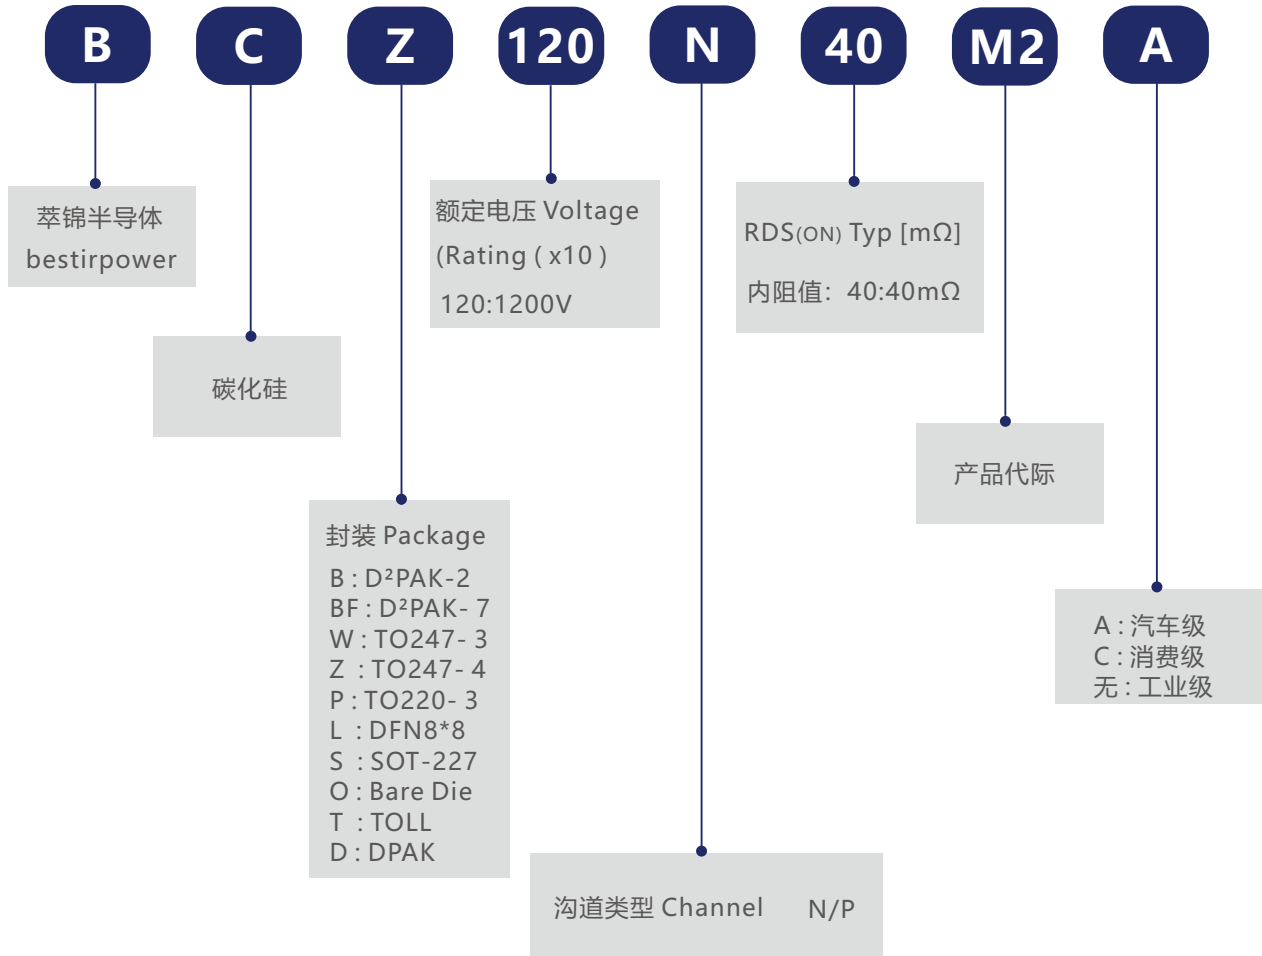 B C Z 120 N 40 M2 A
萃锦半导体
bestirpower
碳化硅
封装 Package
B : D²PAK-2
BF : D²PAK- 7
W : TO247- 3
Z : TO247- 4
P : TO220- 3
L : DFN8*8
S : SOT-227
O : Bare Die
T : TOLL
D : DPAK
额定电压 Voltage
(Rating ( x10 )
120:1200V
沟道类型 Channel N/P
RDS(ON) Typ [mΩ]
内阻值: 40:40mΩ
产品代际
A : 汽车级
C : 消费级
无 : 工业级